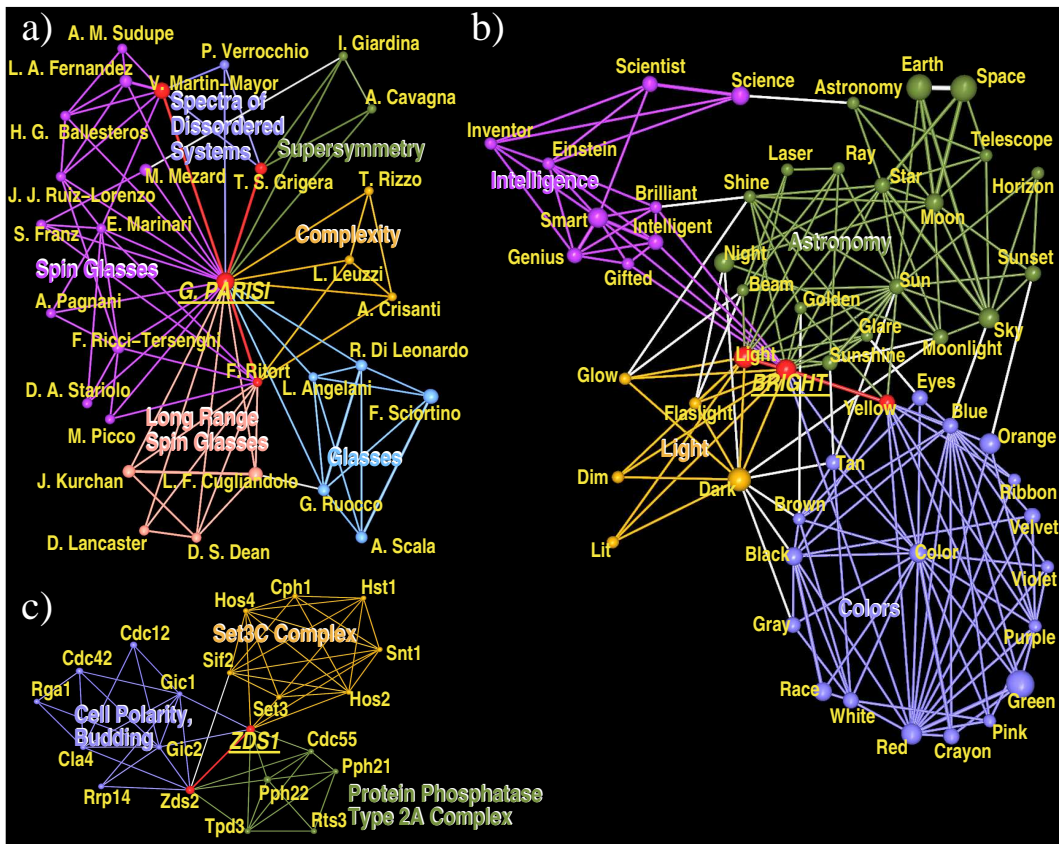 a)
A. M. Sudupe
P. Verrocchio
I. Giardina
L. A. Fernandez
V. Martin-Mayor
A. Cavagna
Spectra of
Dissordered
Systems
H. G. Ballesteros
Supersymmetry
M. Mezard
T. S. Grigera
T. Rizzo
J. J. Ruiz-Lorenzo
E. Marinari
S. Franz
Complexity
Spin Glasses
L. Leuzzi
G. PARISI
A. Pagnani
A. Crisanti
F. Ricci-Tersenghi
R. Di Leonardo
F. Ritort
L. Angelani
D. A. Stariolo
F. Sciortino
M. Picco
Long Range
Spin Glasses
Glasses
J. Kurchan
L. F. Cugliandolo
G. Ruocco
D. Lancaster
D. S. Dean
A. Scala
b)
Earth
Space
Scientist
Science
Astronomy
Inventor
Einstein
Telescope
Laser
Ray
Horizon
Intelligence
Brilliant
Shine
Star
Smart
Intelligent
Moon
Astronomy
Genius
Gifted
Night
Sun
Sunset
Beam
Golden
Glare
Sky
Light
Sunshine
Moonlight
Glow
BRIGHT
Eyes
Flaslight
Yellow
Blue
Orange
Light
Tan
Dim
Dark
Ribbon
Brown
Velvet
Lit
Black
Color
Violet
Colors
Gray
Purple
Race
Green
White
Pink
Red
Crayon
c)
Cph1
Hst1
Hos4
Cdc12
Set3C Complex
Cdc42
Sif2
Snt1
Rga1
Gic1
Hos2
Cell Polarity,
Budding
Set3
Gic2
ZDS1
Cla4
Cdc55
Pph21
Rrp14
Zds2
Pph22
Protein Phosphatase
Type 2A Complex
Tpd3
Rts3